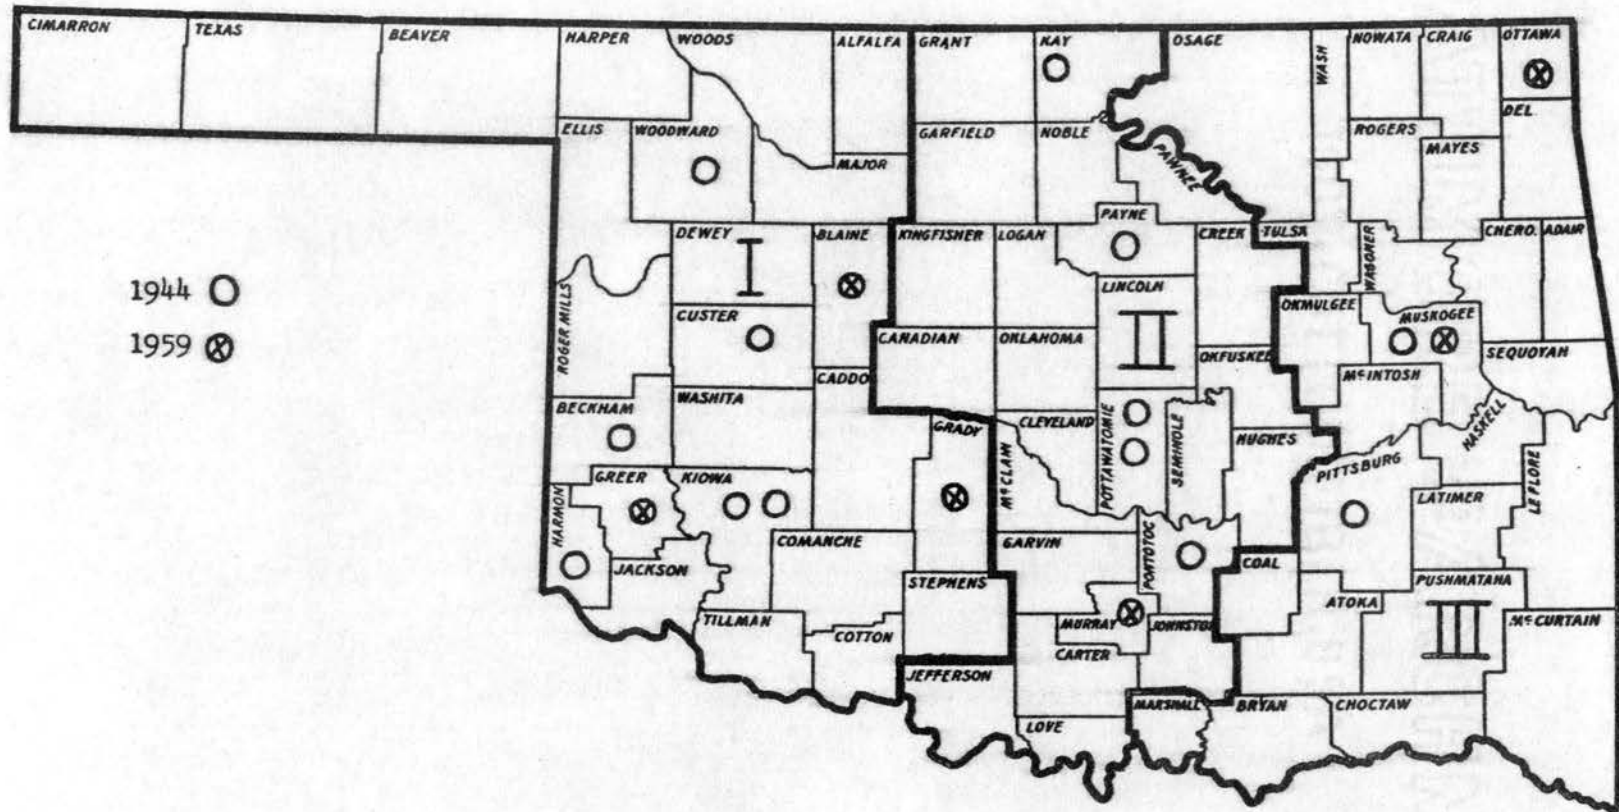 CIMARRON
TEXAS
BEAVER
HARPER
WOODS
ALFALFA
GRANT
KAY
OSAGE
WASH
NOWATA
CRAIG
OTTAWA
DEL.
ELLIS
WOODWARD
MAJOR
GARFIELD
NOBLE
PAWNEE
ROGERS
MAYES
DEWEY
I
BLAINE
KINGFISHER
LOGAN
PAYNE
CREEK
TULSA
WAGONER
CHERO.
ADAIR
1944
1959
ROGER MILLS
CUSTER
CANADIAN
OKLAHOMA
LINCOLN
II
OKMULGEE
MUSKOGEE
OKFUSKEE
SEQUOYAH
MCINTOSH
CADDO
WASHITA
BECKHAM
GRADY
CLEVELAND
POTTAWATOMIE
SEMINOLE
HUGHES
HASKELL
PITTSBURG
GREER
KIOWA
MCCLAIN
LATIMER
LE FLORE
HARMON
JACKSON
COMANCHE
GARVIN
PONTOTOC
COAL
STEPHENS
ATOKA
PUSHMATAHA
III
TILLMAN
COTTON
MURRAY
JOHNSTON
MCCURTAIN
CARTER
JEFFERSON
LOVE
MARSHALL
BRYAN
CHOCTAW